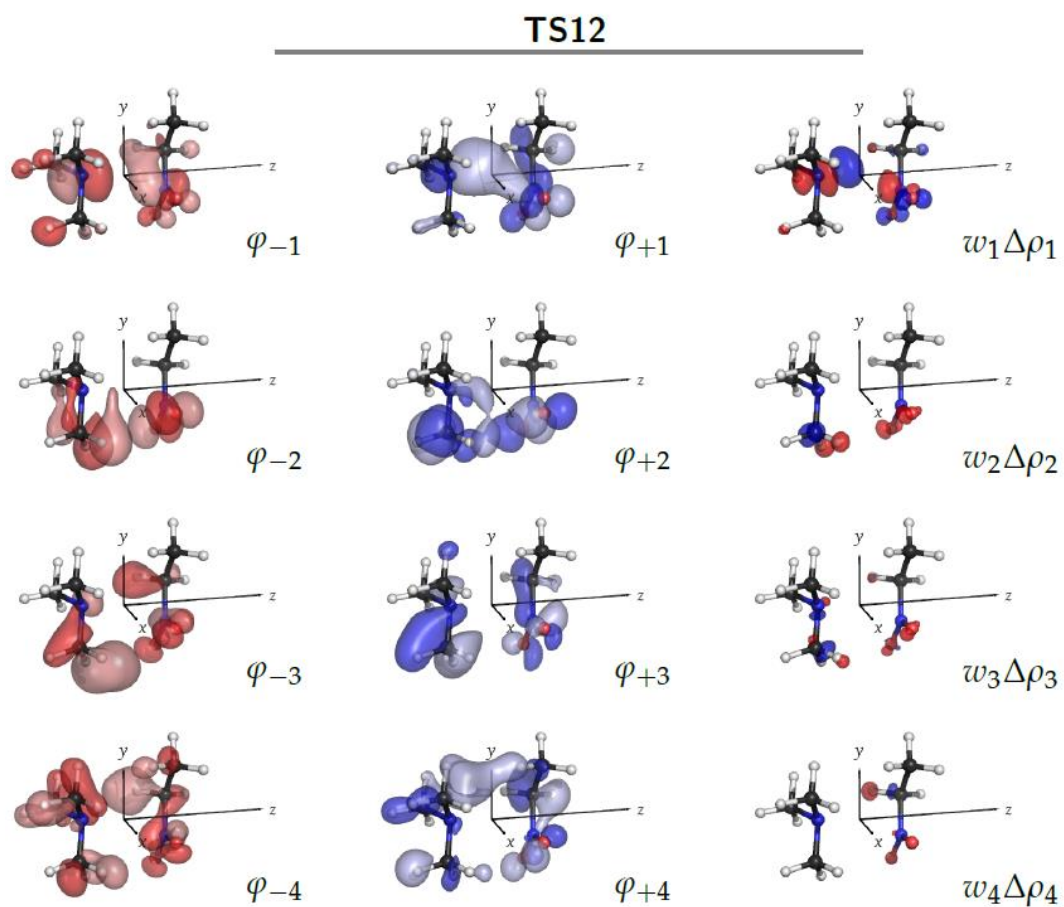 TS12
y z x φ₋₁ y z x φ₊₁ y z x w₁Δρ₁
y z x φ₋₂ y z x φ₊₂ y z x w₂Δρ₂
y z x φ₋₃ y z x φ₊₃ y z x w₃Δρ₃
y z x φ₋₄ y z x φ₊₄ y z x w₄Δρ₄